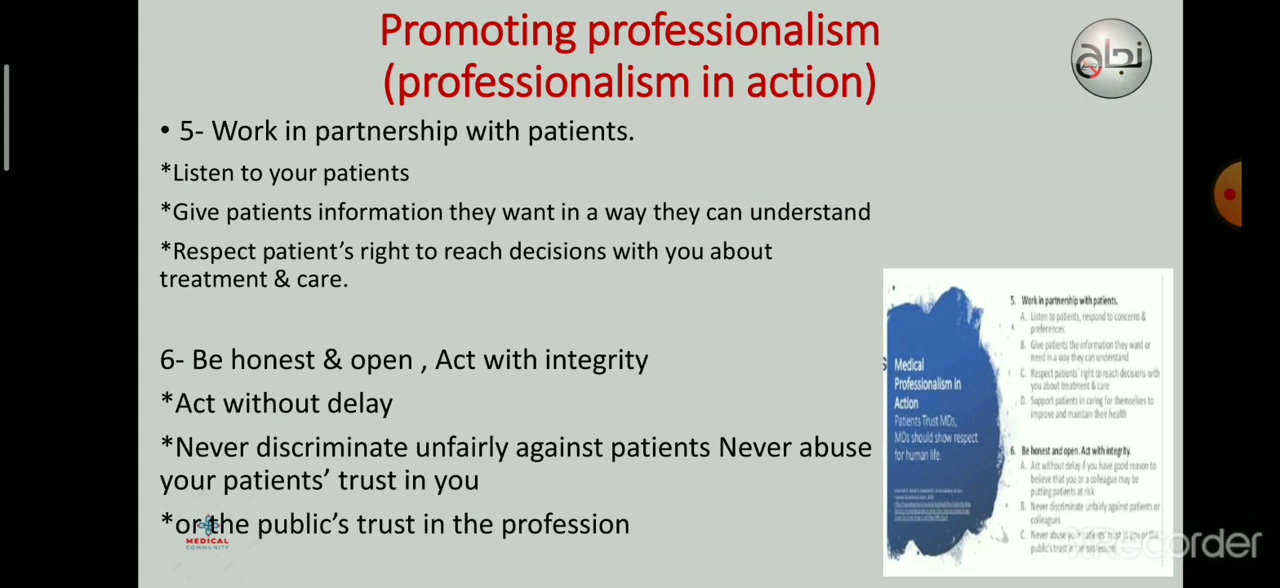 Promoting professionalism
(professionalism in action)
• 5- Work in partnership with patients.
*Listen to your patients
*Give patients information they want in a way they can understand
*Respect patient’s right to reach decisions with you about
treatment & care.
6- Be honest & open , Act with integrity
*Act without delay
*Never discriminate unfairly against patients Never abuse
your patients’ trust in you
*or the public’s trust in the profession
MEDICAL
COMMUNITY
Medical
Professionalism in
Action
Patients Trust MDs,
MDs should show respect
for human life.
5. Work in partnership with patients.
A. Listen to patients, respond to concerns &
preferences
B. Give patients the information they want or
need in a way they can understand
C. Respect patients' right to reach decisions with
you about treatment & care
D. Support patients in caring for themselves to
improve and maintain their health
6. Be honest and open. Act with integrity.
A. Act without delay if you have good reason to
believe that you or a colleague may be
putting patients at risk
B. Never discriminate unfairly against patients or
colleagues
C. Never abuse your patients' trust in you or the
public's trust in the profession
XRecorder